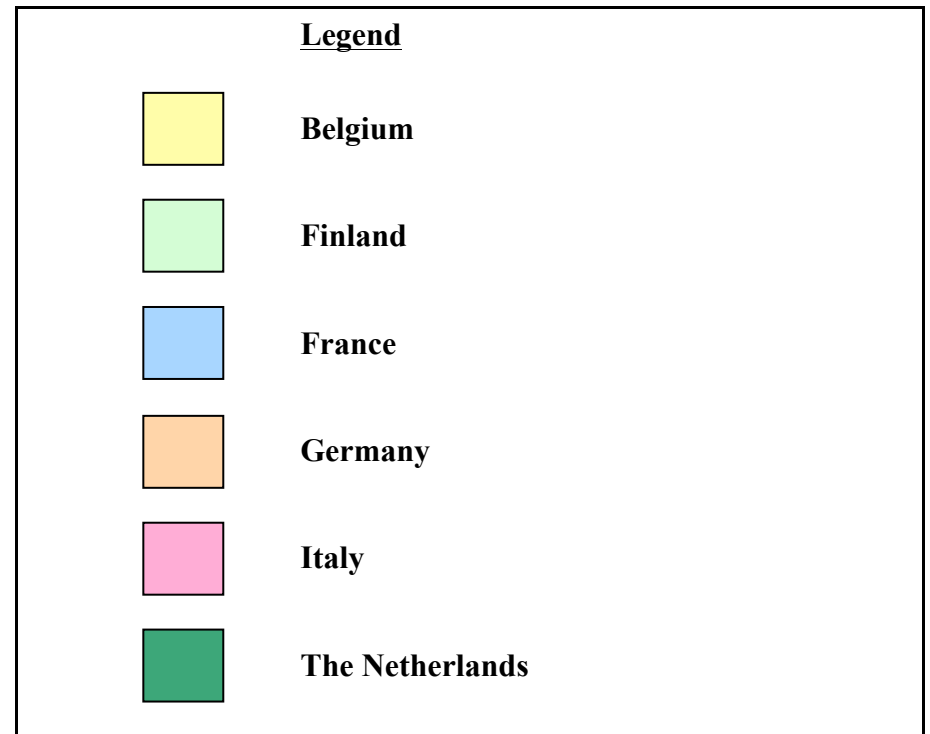 Legend
Belgium
Finland
France
Germany
Italy
The Netherlands